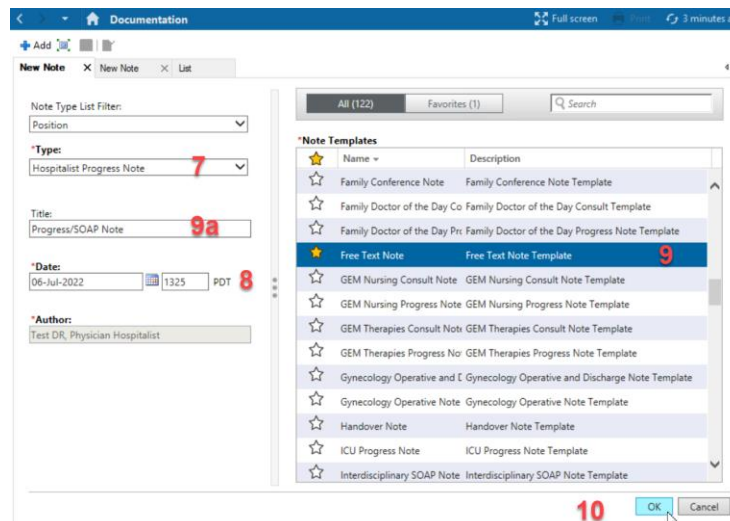 Documentation
Full screen
Print
3 minutes a
Add
New Note X New Note X List
Note Type List Filter:
Position
*Type:
Hospitalist Progress Note
7
Title:
Progress/SOAP Note
9a
*Date:
06-Jul-2022 1325 PDT
8
*Author:
Test DR, Physician Hospitalist
All (122) Favorites (1) Search
*Note Templates
Name Description
Family Conference Note Family Conference Note Template
Family Doctor of the Day Co Family Doctor of the Day Consult Template
Family Doctor of the Day Pro Family Doctor of the Day Progress Note Template
Free Text Note Free Text Note Template 9
GEM Nursing Consult Note GEM Nursing Consult Note Template
GEM Nursing Progress Note GEM Nursing Progress Note Template
GEM Therapies Consult Note GEM Therapies Consult Note Template
GEM Therapies Progress No GEM Therapies Progress Note Template
Gynecology Operative and D Gynecology Operative and Discharge Note Template
Gynecology Operative Note Gynecology Operative Note Template
Handover Note Handover Note Template
ICU Progress Note ICU Progress Note Template
Interdisciplinary SOAP Note Interdisciplinary SOAP Note Template
10
OK Cancel